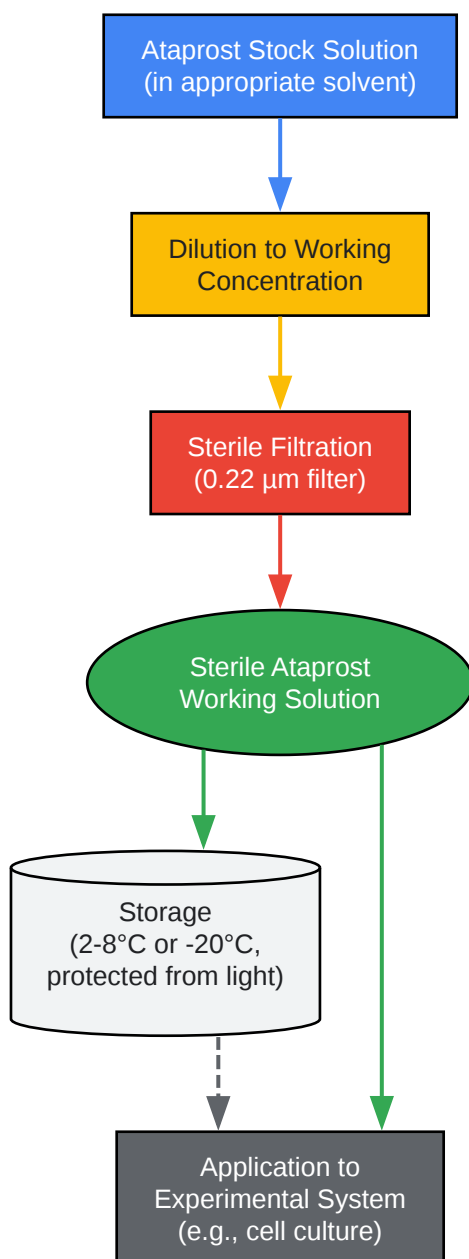 Ataprost Stock Solution
(in appropriate solvent)
Dilution to Working
Concentration
Sterile Filtration
(0.22 µm filter)
Sterile Ataprost
Working Solution
Storage
(2-8°C or -20°C,
protected from light)
Application to
Experimental System
(e.g., cell culture)